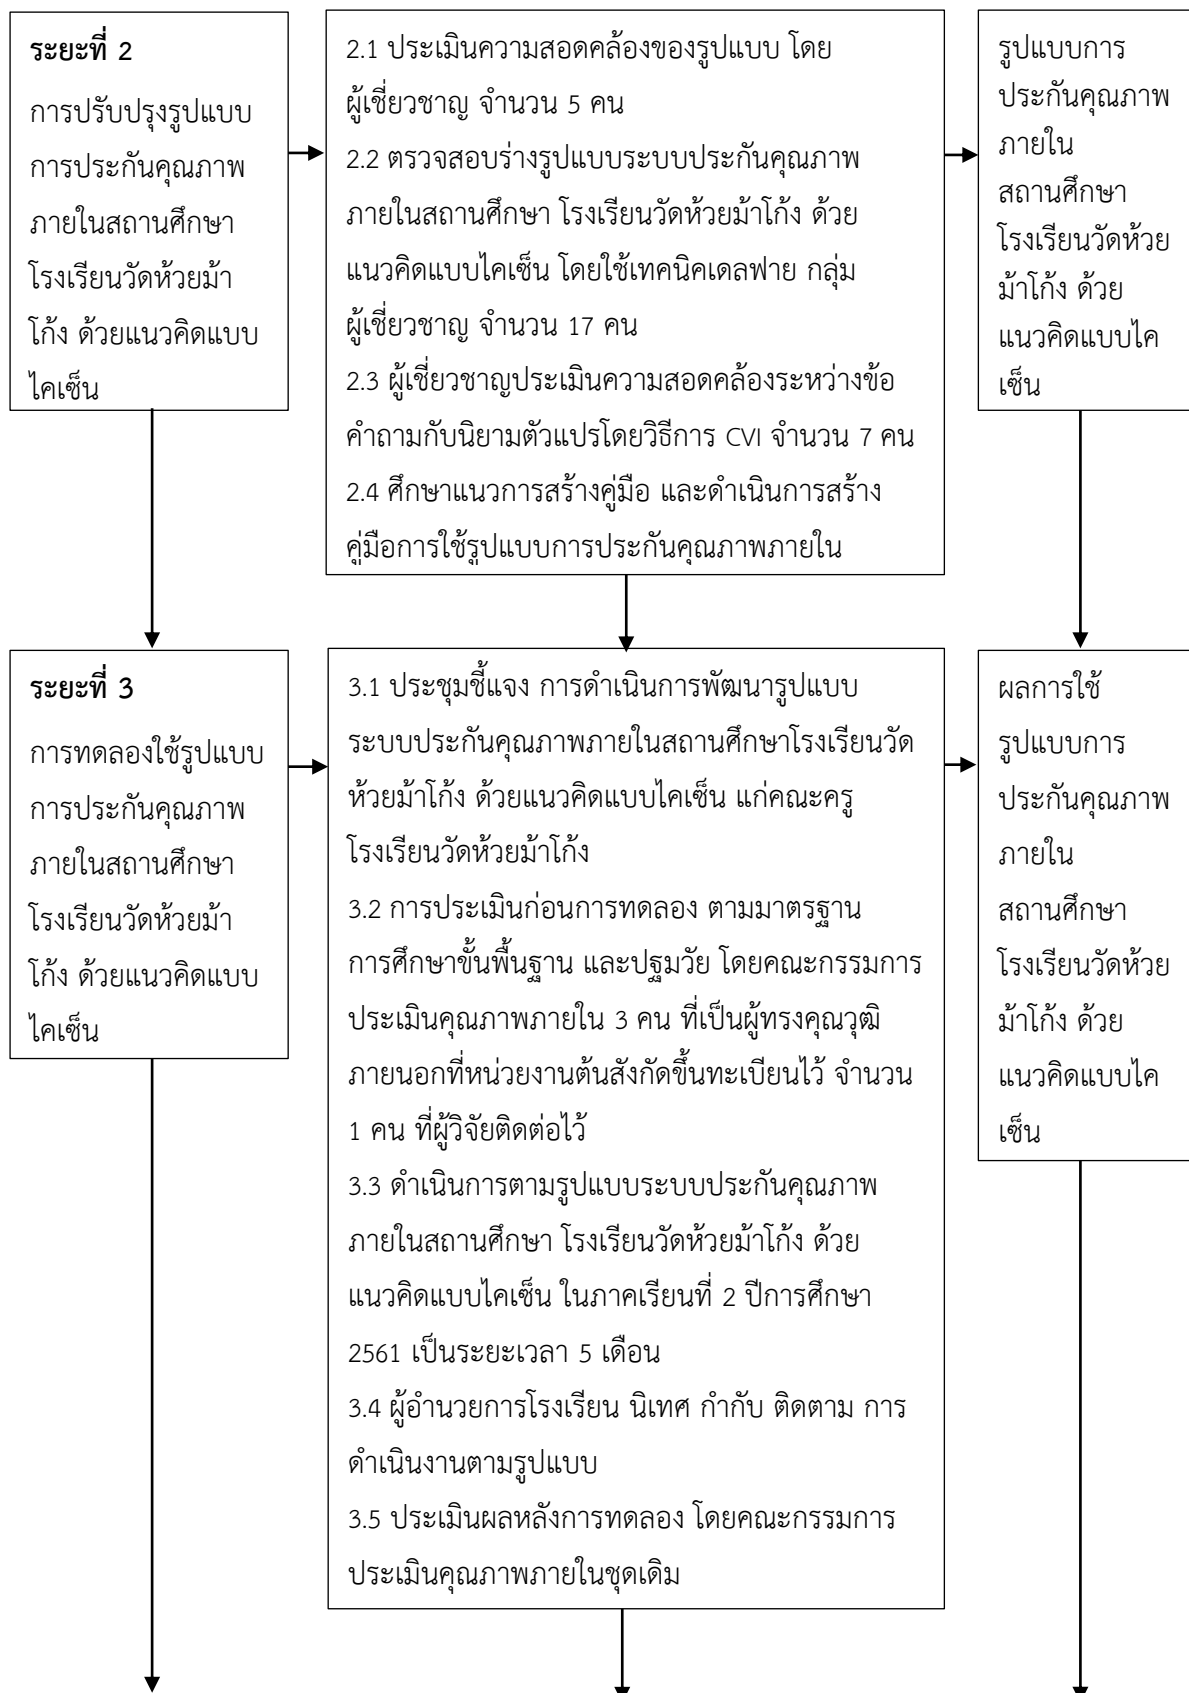 ระยะที่ 2
การปรับปรุงรูปแบบ
การประกันคุณภาพ
ภายในสถานศึกษา
โรงเรียนวัดห้วยม้า
โก้ง ด้วยแนวคิดแบบ
ไคเซ็น
2.1 ประเมินความสอดคล้องของรูปแบบ โดย
ผู้เชี่ยวชาญ จำนวน 5 คน
2.2 ตรวจสอบร่างรูปแบบระบบประกันคุณภาพ
ภายในสถานศึกษา โรงเรียนวัดห้วยม้าโก้ง ด้วย
แนวคิดแบบไคเซ็น โดยใช้เทคนิคเดลฟาย กลุ่ม
ผู้เชี่ยวชาญ จำนวน 17 คน
2.3 ผู้เชี่ยวชาญประเมินความสอดคล้องระหว่างข้อ
คำถามกับนิยามตัวแปรโดยวิธีการ CVI จำนวน 7 คน
2.4 ศึกษาแนวการสร้างคู่มือ และดำเนินการสร้าง
คู่มือการใช้รูปแบบการประกันคุณภาพภายใน
รูปแบบการ
ประกันคุณภาพ
ภายใน
สถานศึกษา
โรงเรียนวัดห้วย
ม้าโก้ง ด้วย
แนวคิดแบบไค
เซ็น
ระยะที่ 3
การทดลองใช้รูปแบบ
การประกันคุณภาพ
ภายในสถานศึกษา
โรงเรียนวัดห้วยม้า
โก้ง ด้วยแนวคิดแบบ
ไคเซ็น
3.1 ประชุมชี้แจง การดำเนินการพัฒนารูปแบบ
ระบบประกันคุณภาพภายในสถานศึกษาโรงเรียนวัด
ห้วยม้าโก้ง ด้วยแนวคิดแบบไคเซ็น แก่คณะครู
โรงเรียนวัดห้วยม้าโก้ง
3.2 การประเมินก่อนการทดลอง ตามมาตรฐาน
การศึกษาขั้นพื้นฐาน และปฐมวัย โดยคณะกรรมการ
ประเมินคุณภาพภายใน 3 คน ที่เป็นผู้ทรงคุณวุฒิ
ภายนอกที่หน่วยงานต้นสังกัดขึ้นทะเบียนไว้ จำนวน
1 คน ที่ผู้วิจัยติดต่อไว้
3.3 ดำเนินการตามรูปแบบระบบประกันคุณภาพ
ภายในสถานศึกษา โรงเรียนวัดห้วยม้าโก้ง ด้วย
แนวคิดแบบไคเซ็น ในภาคเรียนที่ 2 ปีการศึกษา
2561 เป็นระยะเวลา 5 เดือน
3.4 ผู้อำนวยการโรงเรียน นิเทศ กำกับ ติดตาม การ
ดำเนินงานตามรูปแบบ
3.5 ประเมินผลหลังการทดลอง โดยคณะกรรมการ
ประเมินคุณภาพภายในชุดเดิม
ผลการใช้
รูปแบบการ
ประกันคุณภาพ
ภายใน
สถานศึกษา
โรงเรียนวัดห้วย
ม้าโก้ง ด้วย
แนวคิดแบบไค
เซ็น